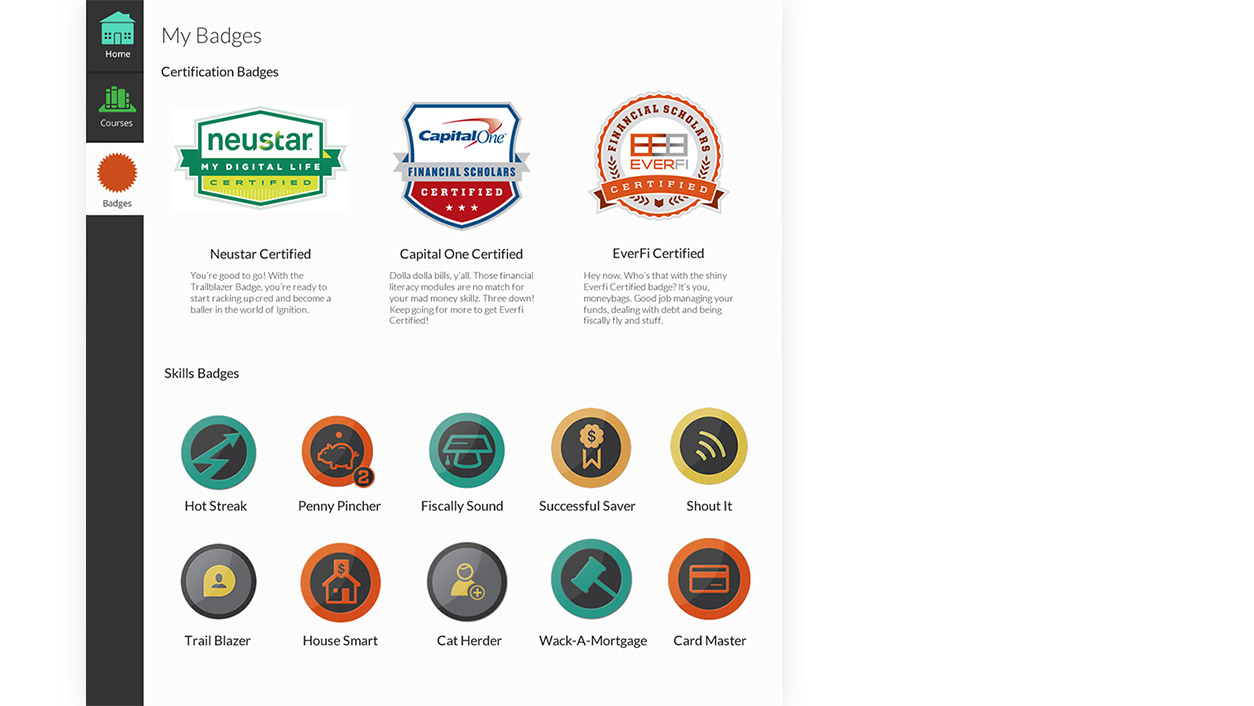 Home
Courses
Badges
My Badges
Certification Badges
neustar
MY DIGITAL LIFE
CERTIFIED
Capital One
FINANCIAL SCHOLARS
CERTIFIED
FINANCIAL SCHOLARS
EVERFI
CERTIFIED
Neustar Certified
You're good to go! With the
Trailblazer Badge, you're ready to
start racking up cred and become a
baller in the world of Ignition.
Capital One Certified
Dolla dolla bills, y'all. Those financial
literacy modules are no match for
your mad money skillz. Three down!
Keep going for more to get Everfi
Certified!
EverFi Certified
Hey now. Who's that with the shiny
Everfi Certified badge? It's you,
moneybags. Good job managing your
funds, dealing with debt and being
fiscally fly and stuff.
Skills Badges
2
$
Hot Streak
Penny Pincher
Fiscally Sound
Successful Saver
Shout It
$
Trail Blazer
House Smart
Cat Herder
Wack-A-Mortgage
Card Master